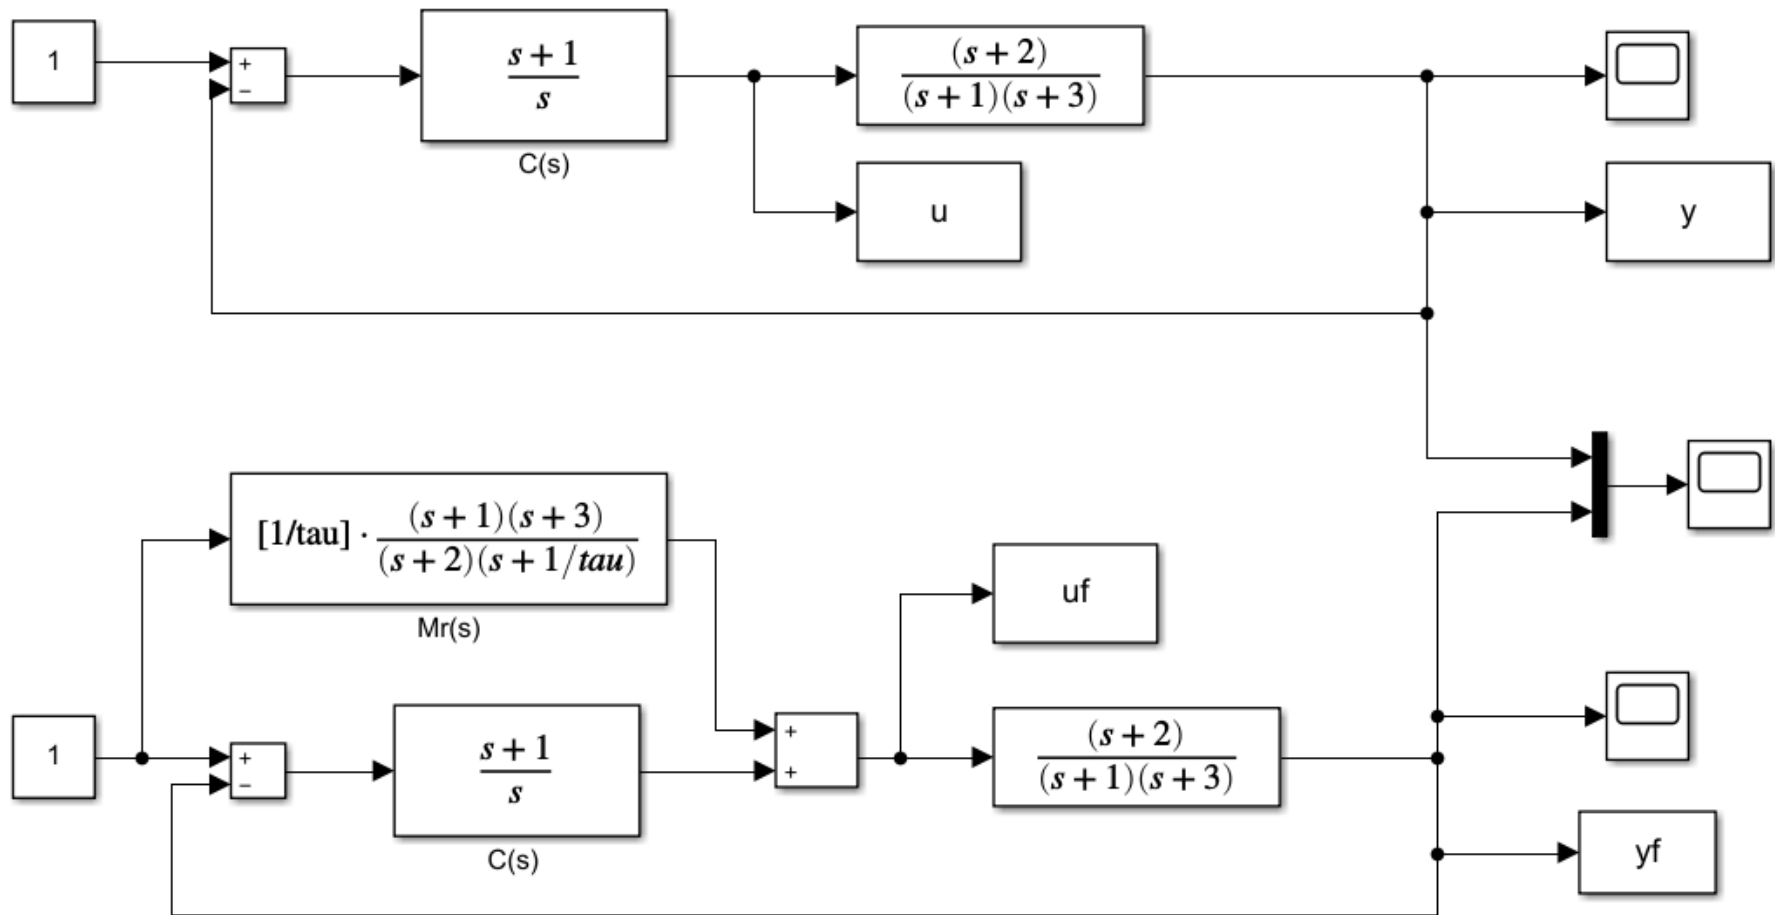 1
+
−
s + 1
s
C(s)
(s + 2)
(s + 1)(s + 3)
u
y
[1/tau] · (s + 1)(s + 3)
(s + 2)(s + 1/tau)
Mr(s)
uf
1
+
−
s + 1
s
C(s)
+
+
(s + 2)
(s + 1)(s + 3)
yf